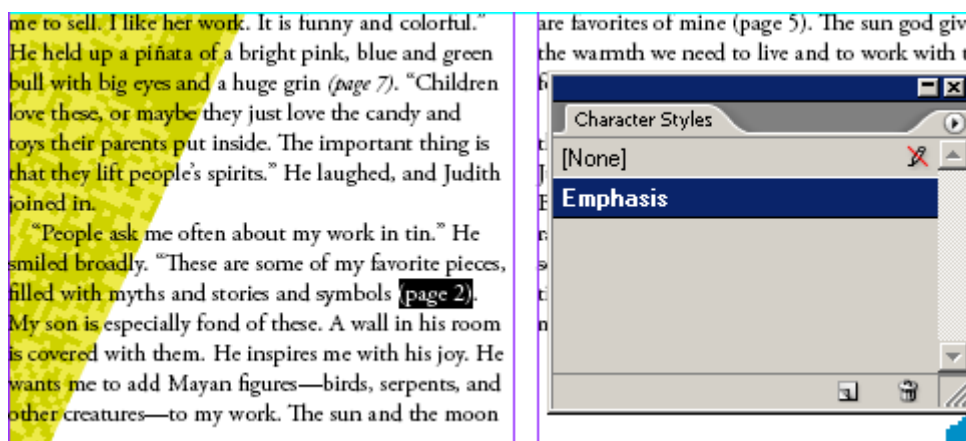 me to sell. I like her work. It is funny and colorful.”
He held up a piñata of a bright pink, blue and green
bull with big eyes and a huge grin (page 7). “Children
love these, or maybe they just love the candy and
toys their parents put inside. The important thing is
that they lift people’s spirits.” He laughed, and Judith
joined in.
“People ask me often about my work in tin.” He
smiled broadly. “These are some of my favorite pieces,
filled with myths and stories and symbols (page 2).
My son is especially fond of these. A wall in his room
is covered with them. He inspires me with his joy. He
wants me to add Mayan figures—birds, serpents, and
other creatures—to my work. The sun and the moon
are favorites of mine (page 5). The sun god
the warmth we need to live and to work with
Character Styles
[None]
Emphasis